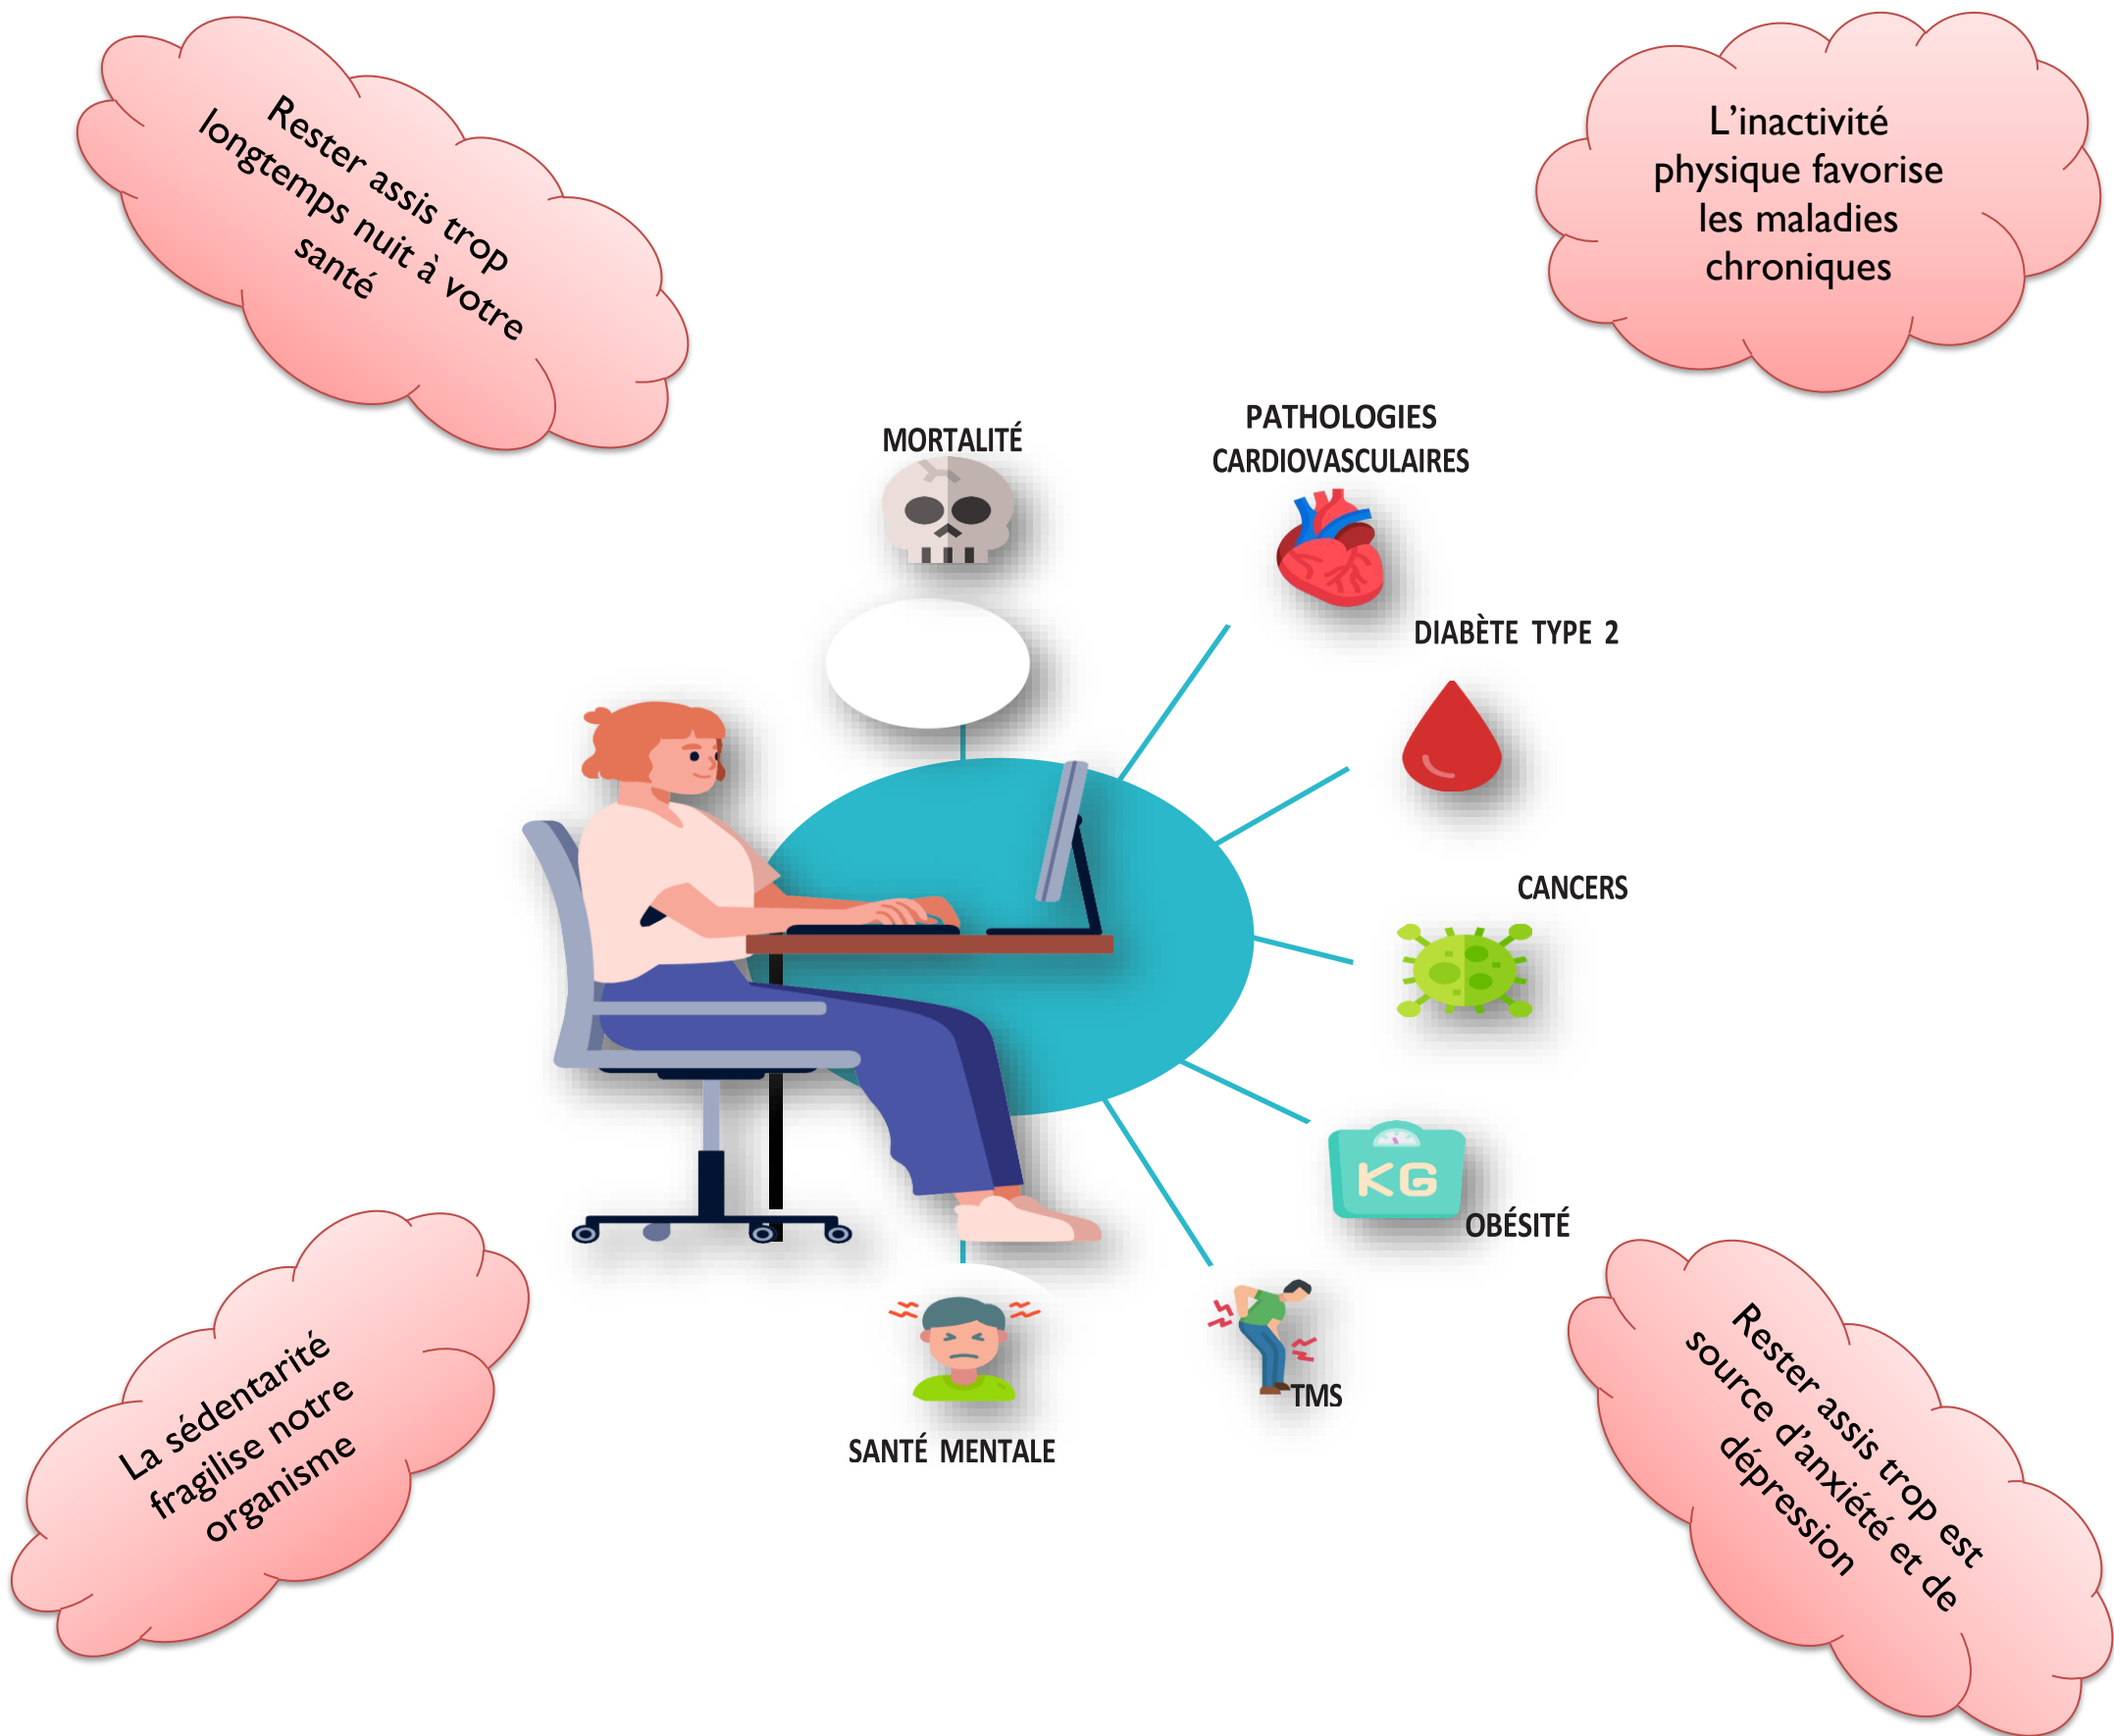 Rester assis trop
longtemps nuit à votre
santé
L'inactivité
physique favorise
les maladies
chroniques
MORTALITÉ
PATHOLOGIES
CARDIOVASCULAIRES
DIABÈTE TYPE 2
CANCERS
KG
OBÉSITÉ
TMS
SANTÉ MENTALE
La sédentarité
fragilise notre
organisme
Rester assis trop est
source d'anxiété et de
dépression